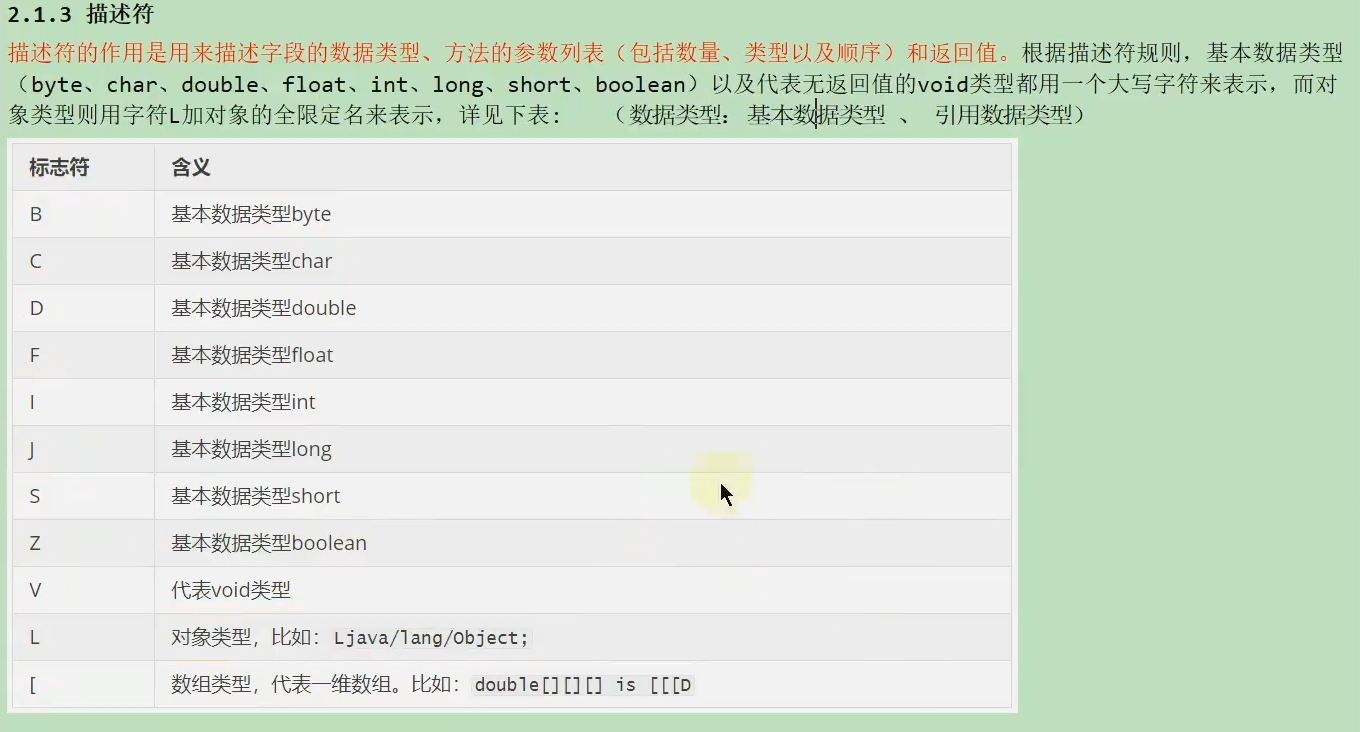 2.1.3 描述符
描述符的作用是用来描述字段的数据类型、方法的参数列表（包括数量、类型以及顺序）和返回值。根据描述符规则，基本数据类型
（byte、char、double、float、int、long、short、boolean）以及代表无返回值的void类型都用一个大写字符来表示，而对
象类型则用字符L加对象的全限定名来表示，详见下表: （数据类型：基本数据类型 、 引用数据类型）
标志符 含义
B 基本数据类型byte
C 基本数据类型char
D 基本数据类型double
F 基本数据类型float
I 基本数据类型int
J 基本数据类型long
S 基本数据类型short
Z 基本数据类型boolean
V 代表void类型
L 对象类型，比如：Ljava/lang/Object;
[ 数组类型，代表一维数组。比如：double[][][] is [[[D